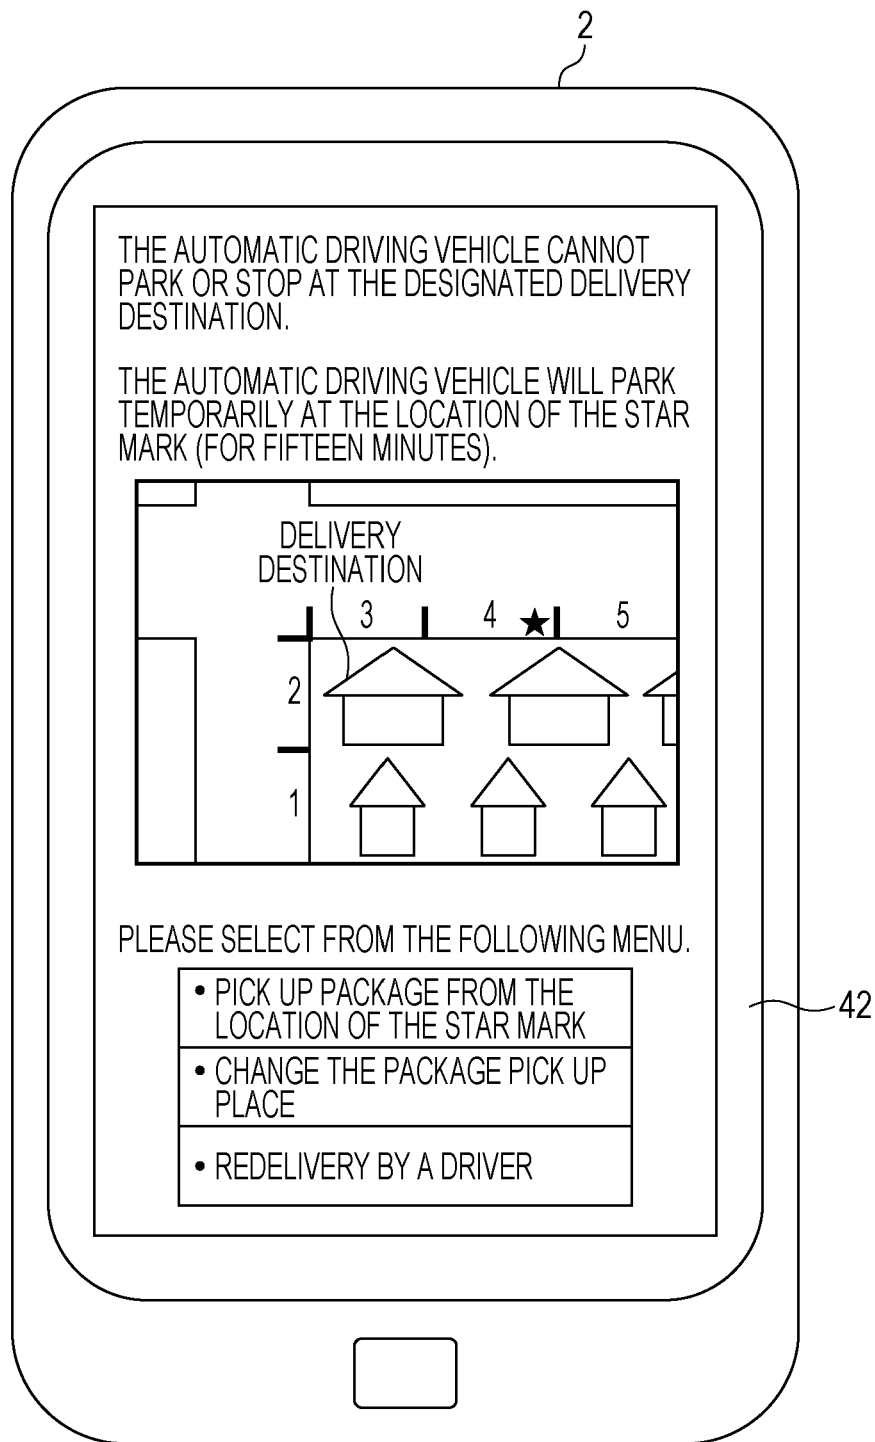 2
THE AUTOMATIC DRIVING VEHICLE CANNOT
PARK OR STOP AT THE DESIGNATED DELIVERY
DESTINATION.
THE AUTOMATIC DRIVING VEHICLE WILL PARK
TEMPORARILY AT THE LOCATION OF THE STAR
MARK (FOR FIFTEEN MINUTES).
DELIVERY
DESTINATION
3 4 ★ 5
2
1
PLEASE SELECT FROM THE FOLLOWING MENU.
• PICK UP PACKAGE FROM THE
LOCATION OF THE STAR MARK
42
• CHANGE THE PACKAGE PICK UP
PLACE
• REDELIVERY BY A DRIVER